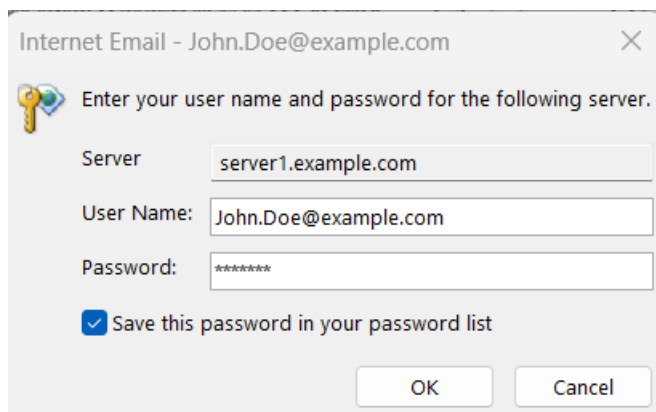 Internet Email - John.Doe@example.com
Enter your user name and password for the following server.
Server server1.example.com
User Name: John.Doe@example.com
Password: *******
Save this password in your password list
OK Cancel